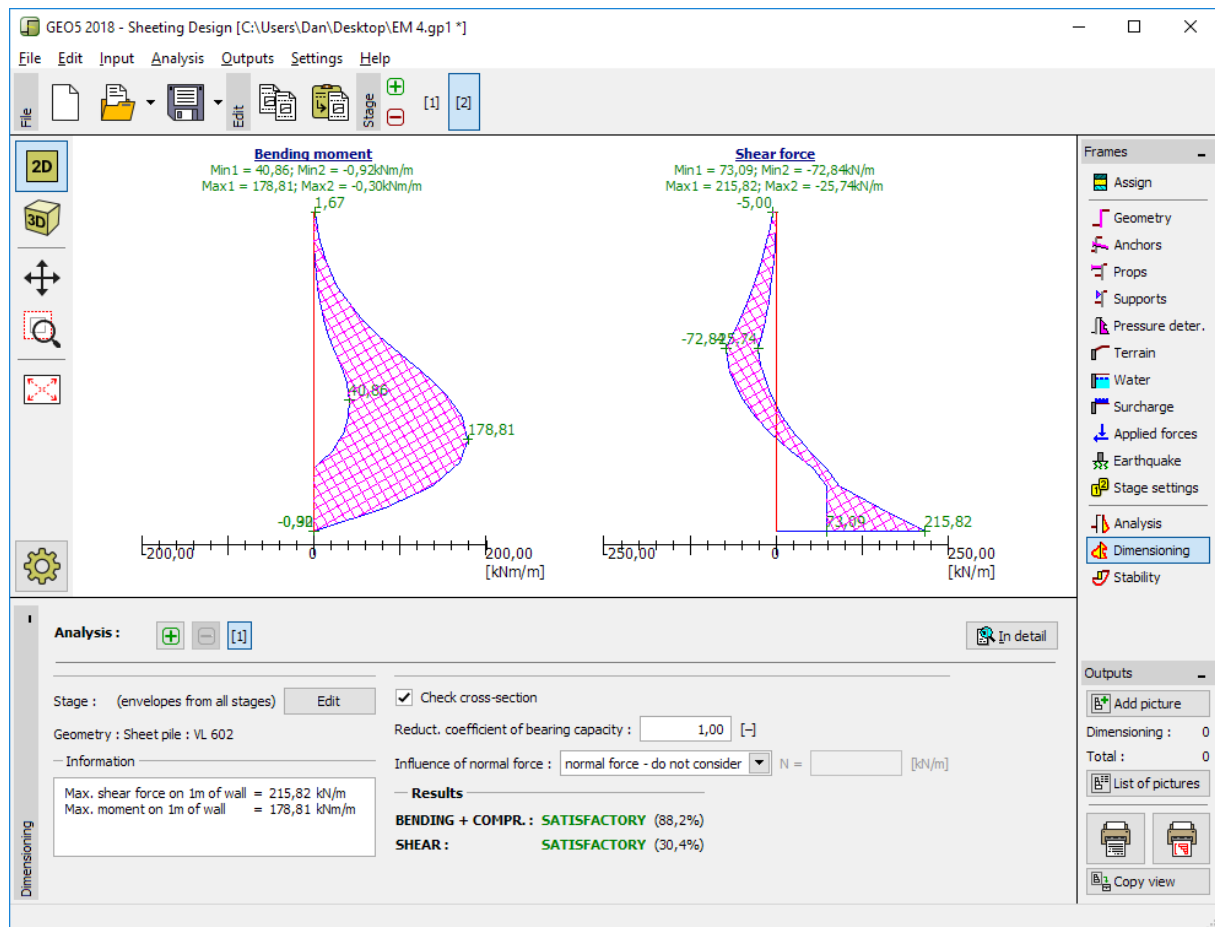 GEO5 2018 - Sheeting Design [C:\Users\Dan\Desktop\EM 4.gp1 *]
File Edit Input Analysis Outputs Settings Help
File
Edit
Stage
[1] [2]
2D
3D
Bending moment
Min1 = 40,86; Min2 = -0,92kNm/m
Max1 = 178,81; Max2 = -0,30kNm/m
1,67
40,86
178,81
-200,00 0 200,00
[kNm/m]
Shear force
Min1 = 73,09; Min2 = -72,84kN/m
Max1 = 215,82; Max2 = -25,74kN/m
-5,00
73,09 215,82
-250,00 0 250,00
[kN/m]
Frames
Assign
Geometry
Anchors
Props
Supports
Pressure deter.
Terrain
Water
Surcharge
Applied forces
Earthquake
Stage settings
Analysis
Dimensioning
Stability
Dimensioning
Analysis : [1] In detail
Stage : (envelopes from all stages) Edit
Geometry : Sheet pile : VL 602
Information
Max. shear force on 1m of wall = 215,82 kN/m
Max. moment on 1m of wall = 178,81 kNm/m
Check cross-section
Reduct. coefficient of bearing capacity : 1,00 [–]
Influence of normal force : normal force - do not consider N = [kN/m]
Results
BENDING + COMPR. : SATISFACTORY (88,2%)
SHEAR : SATISFACTORY (30,4%)
Outputs
Add picture
Dimensioning : 0
Total : 0
List of pictures
Copy view